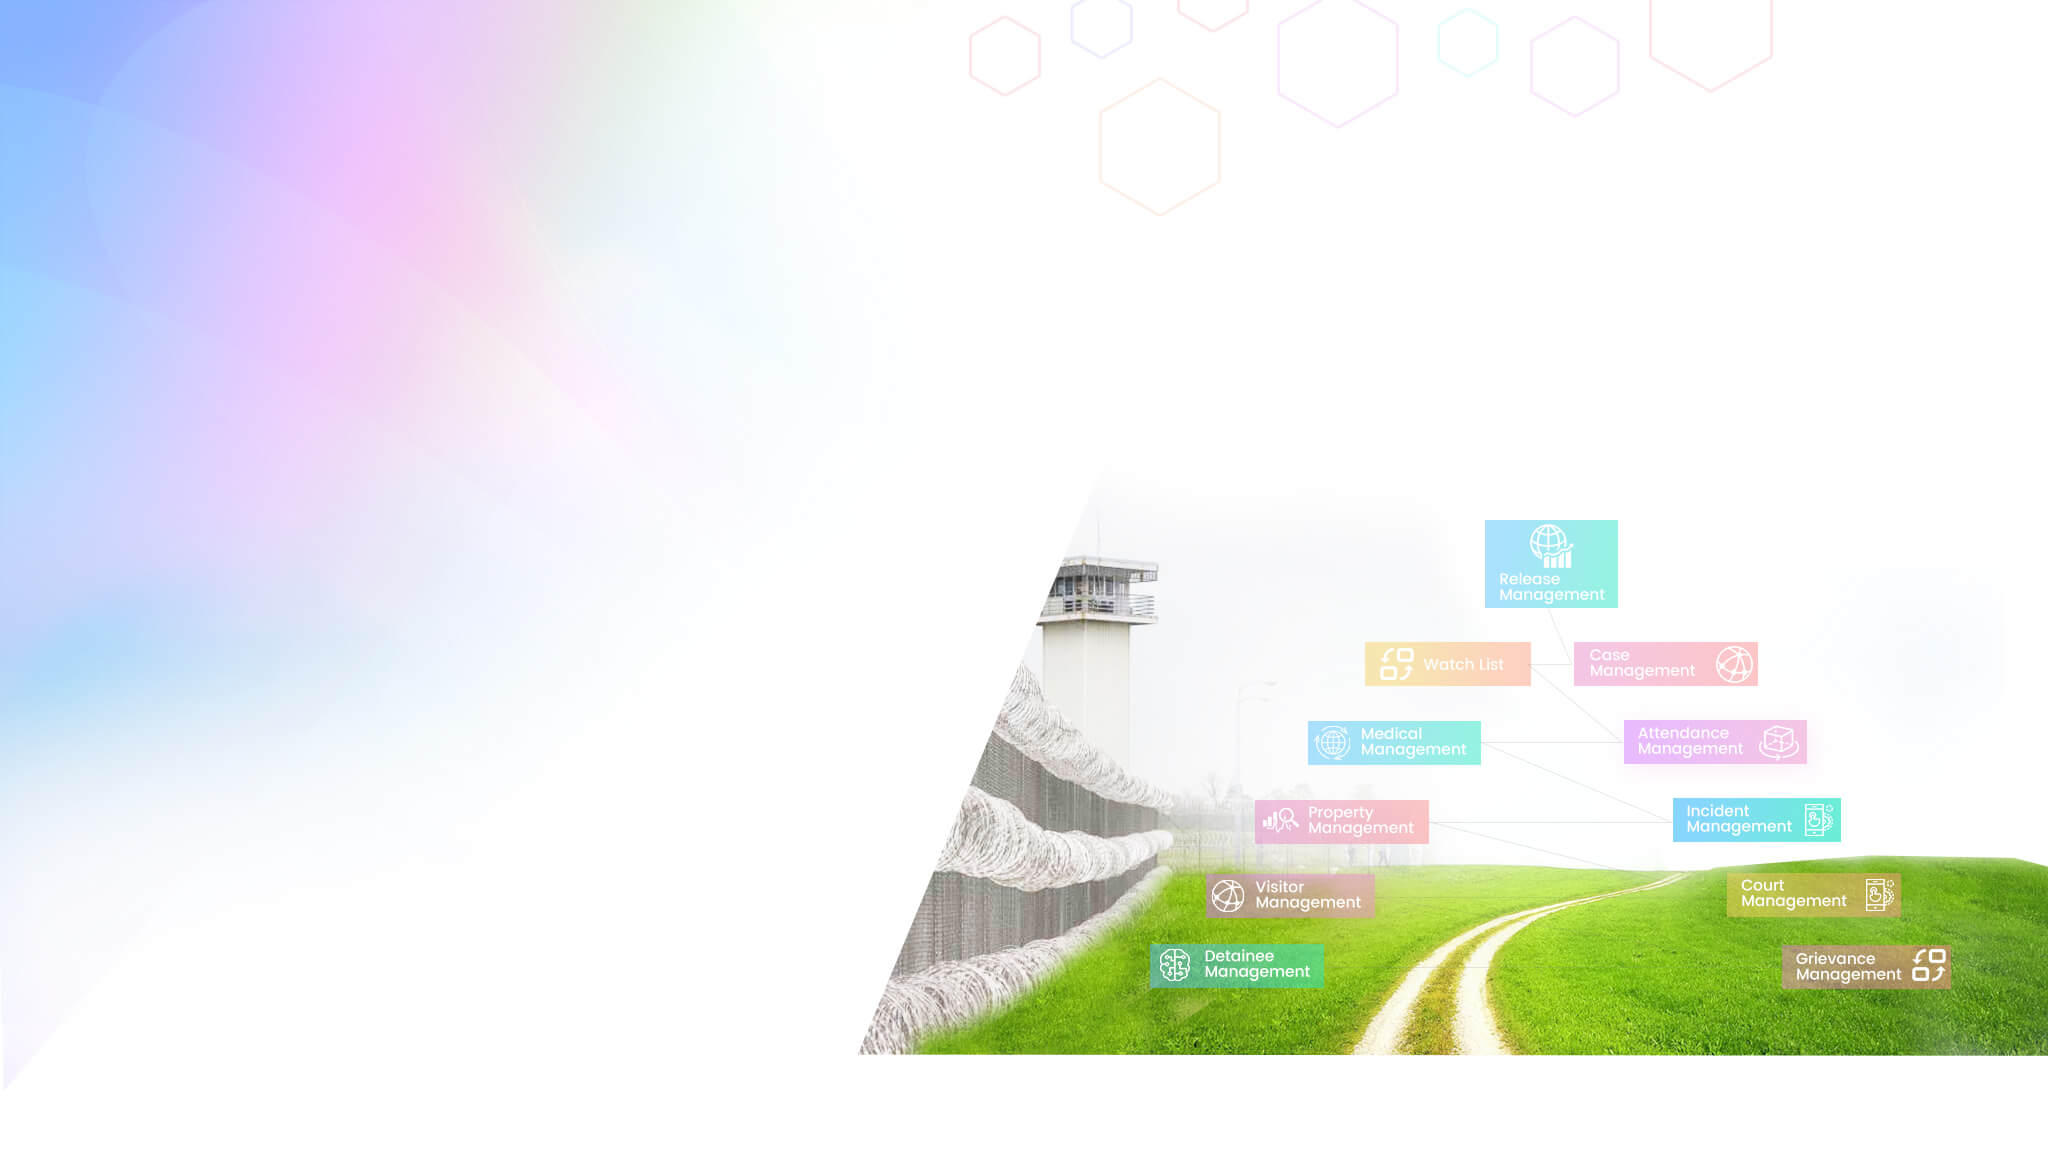 Release
Management
Watch List
Case
Management
Medical
Management
Attendance
Management
Property
Management
Incident
Management
Visitor
Management
Court
Management
Detainee
Management
Grievance
Management